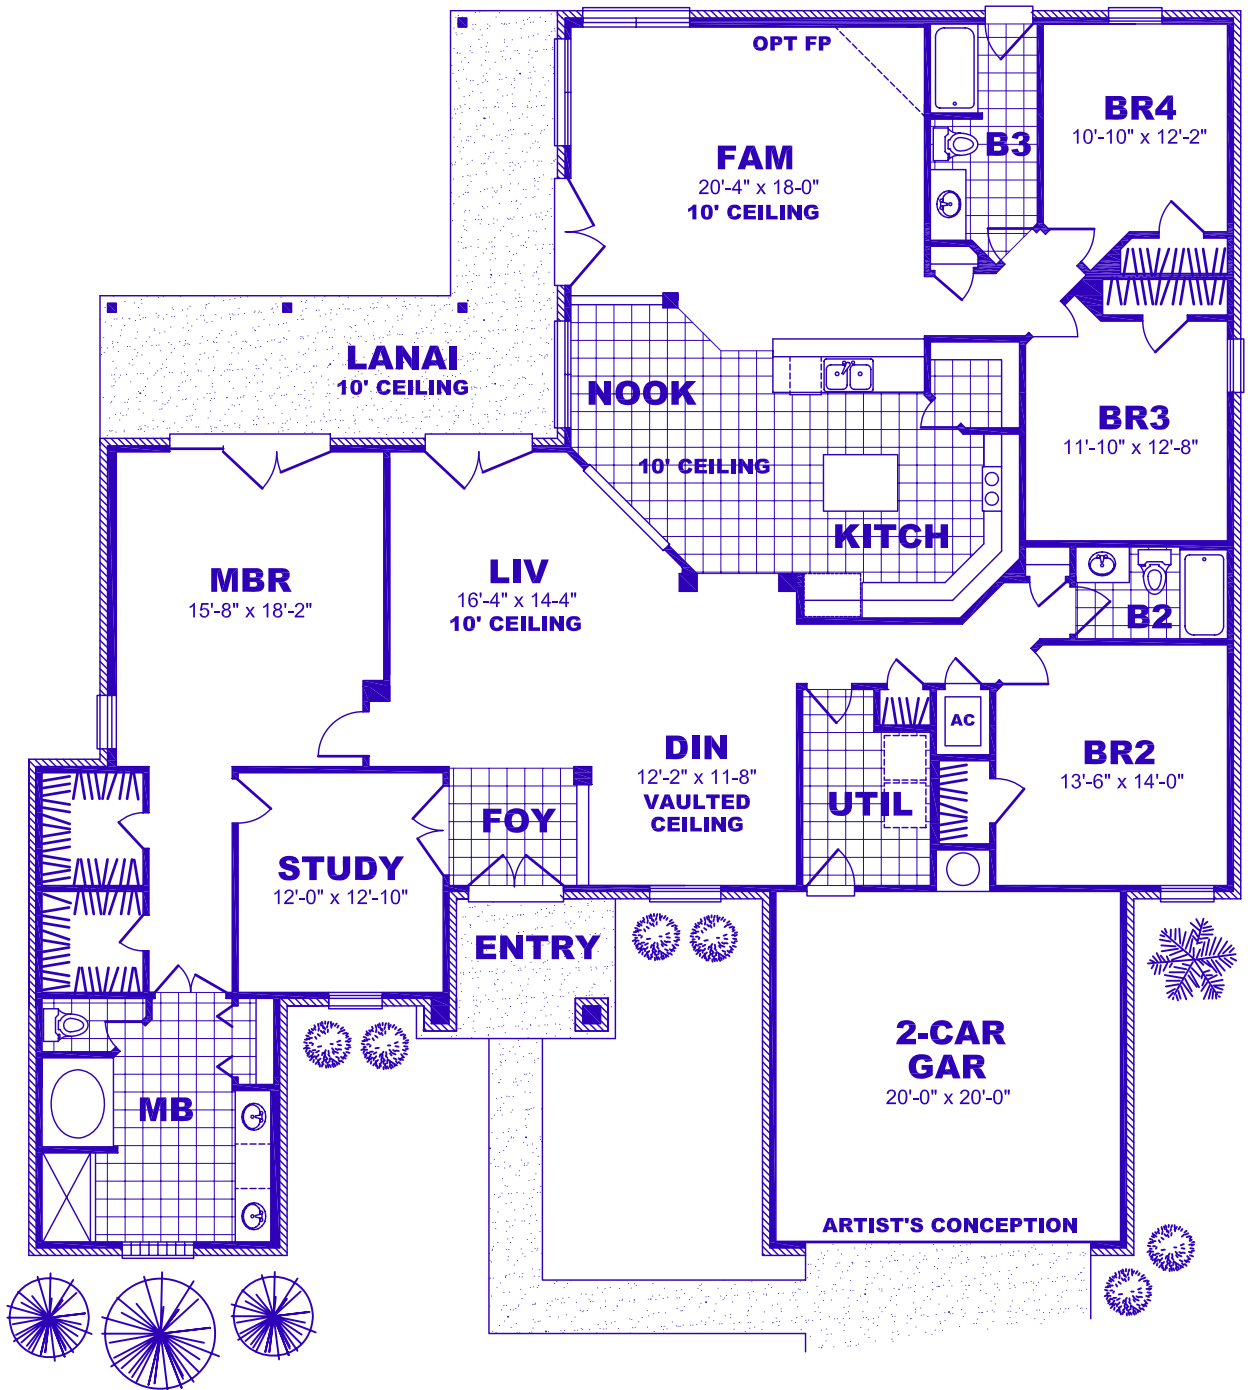 OPT FP
FAM
20'-4" x 18-0"
10' CEILING
B3
BR4
10'-10" x 12'-2"
LANAI
10' CEILING
NOOK
10' CEILING
KITCH
BR3
11'-10" x 12'-8"
MBR
15'-8" x 18'-2"
LIV
16'-4" x 14-4"
10' CEILING
B2
AC
DIN
12'-2" x 11-8"
VAULTED
CEILING
UTIL
BR2
13'-6" x 14'-0"
FOY
STUDY
12'-0" x 12'-10"
ENTRY
2-CAR
GAR
20'-0" x 20'-0"
MB
ARTIST'S CONCEPTION